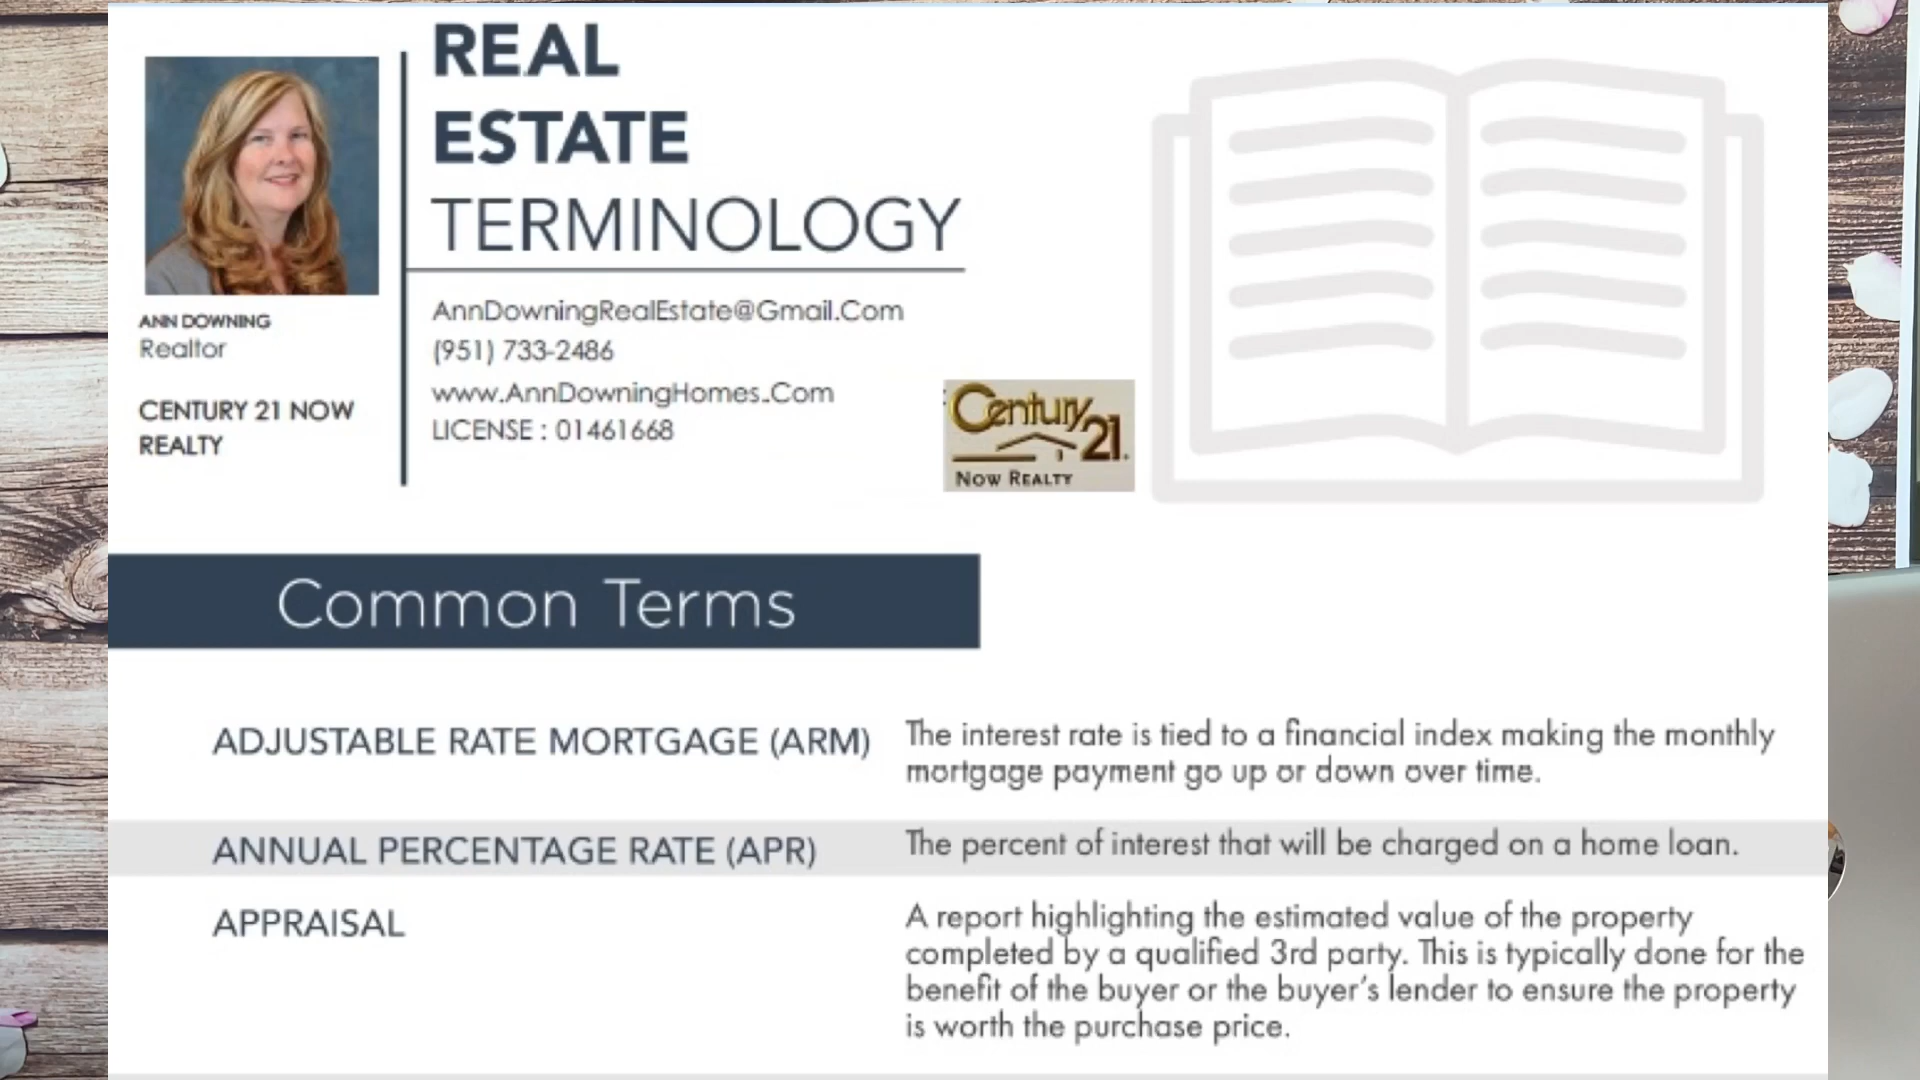 REAL
ESTATE
TERMINOLOGY
ANN DOWNING
Realtor
CENTURY 21 NOW
REALTY
AnnDowningRealEstate@Gmail.Com
(951) 733-2486
www.AnnDowningHomes.Com
LICENSE : 01461668
Century
21.
NOW REALTY
Common Terms
ADJUSTABLE RATE MORTGAGE (ARM)
The interest rate is tied to a financial index making the monthly
mortgage payment go up or down over time.
ANNUAL PERCENTAGE RATE (APR)
The percent of interest that will be charged on a home loan.
APPRAISAL
A report highlighting the estimated value of the property
completed by a qualified 3rd party. This is typically done for the
benefit of the buyer or the buyer's lender to ensure the property
is worth the purchase price.